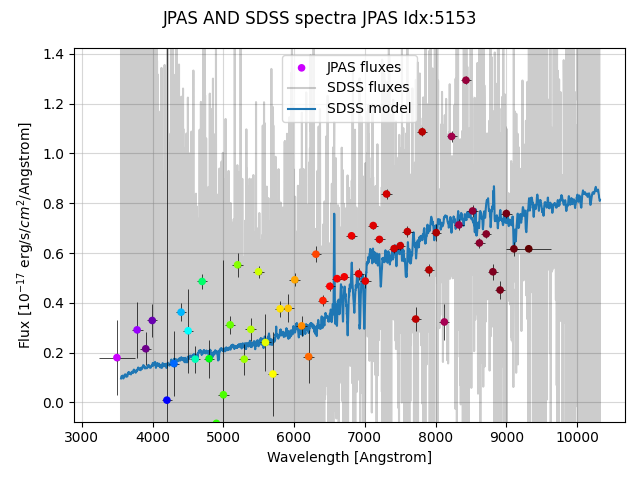 JPAS AND SDSS spectra JPAS Idx:5153
JPAS fluxes
SDSS fluxes
SDSS model
Flux [10⁻¹⁷ erg/s/cm²/Angstrom]
1.4
1.2
1.0
0.8
0.6
0.4
0.2
0.0
3000 4000 5000 6000 7000 8000 9000 10000
Wavelength [Angstrom]